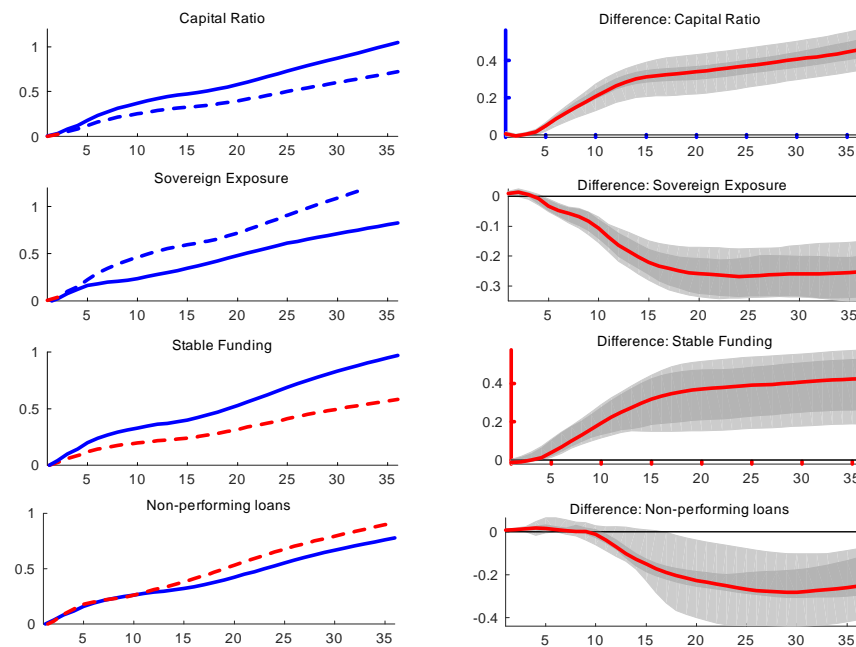 Capital Ratio
1
0.5
0
5 10 15 20 25 30 35
Difference: Capital Ratio
0.4
0.2
0
5 10 15 20 25 30 35
Sovereign Exposure
1
0.5
0
5 10 15 20 25 30 35
Difference: Sovereign Exposure
0
-0.1
-0.2
-0.3
5 10 15 20 25 30 35
Stable Funding
1
0.5
0
5 10 15 20 25 30 35
Difference: Stable Funding
0.4
0.2
0
5 10 15 20 25 30 35
Non-performing loans
1
0.5
0
5 10 15 20 25 30 35
Difference: Non-performing loans
0
-0.2
-0.4
5 10 15 20 25 30 35